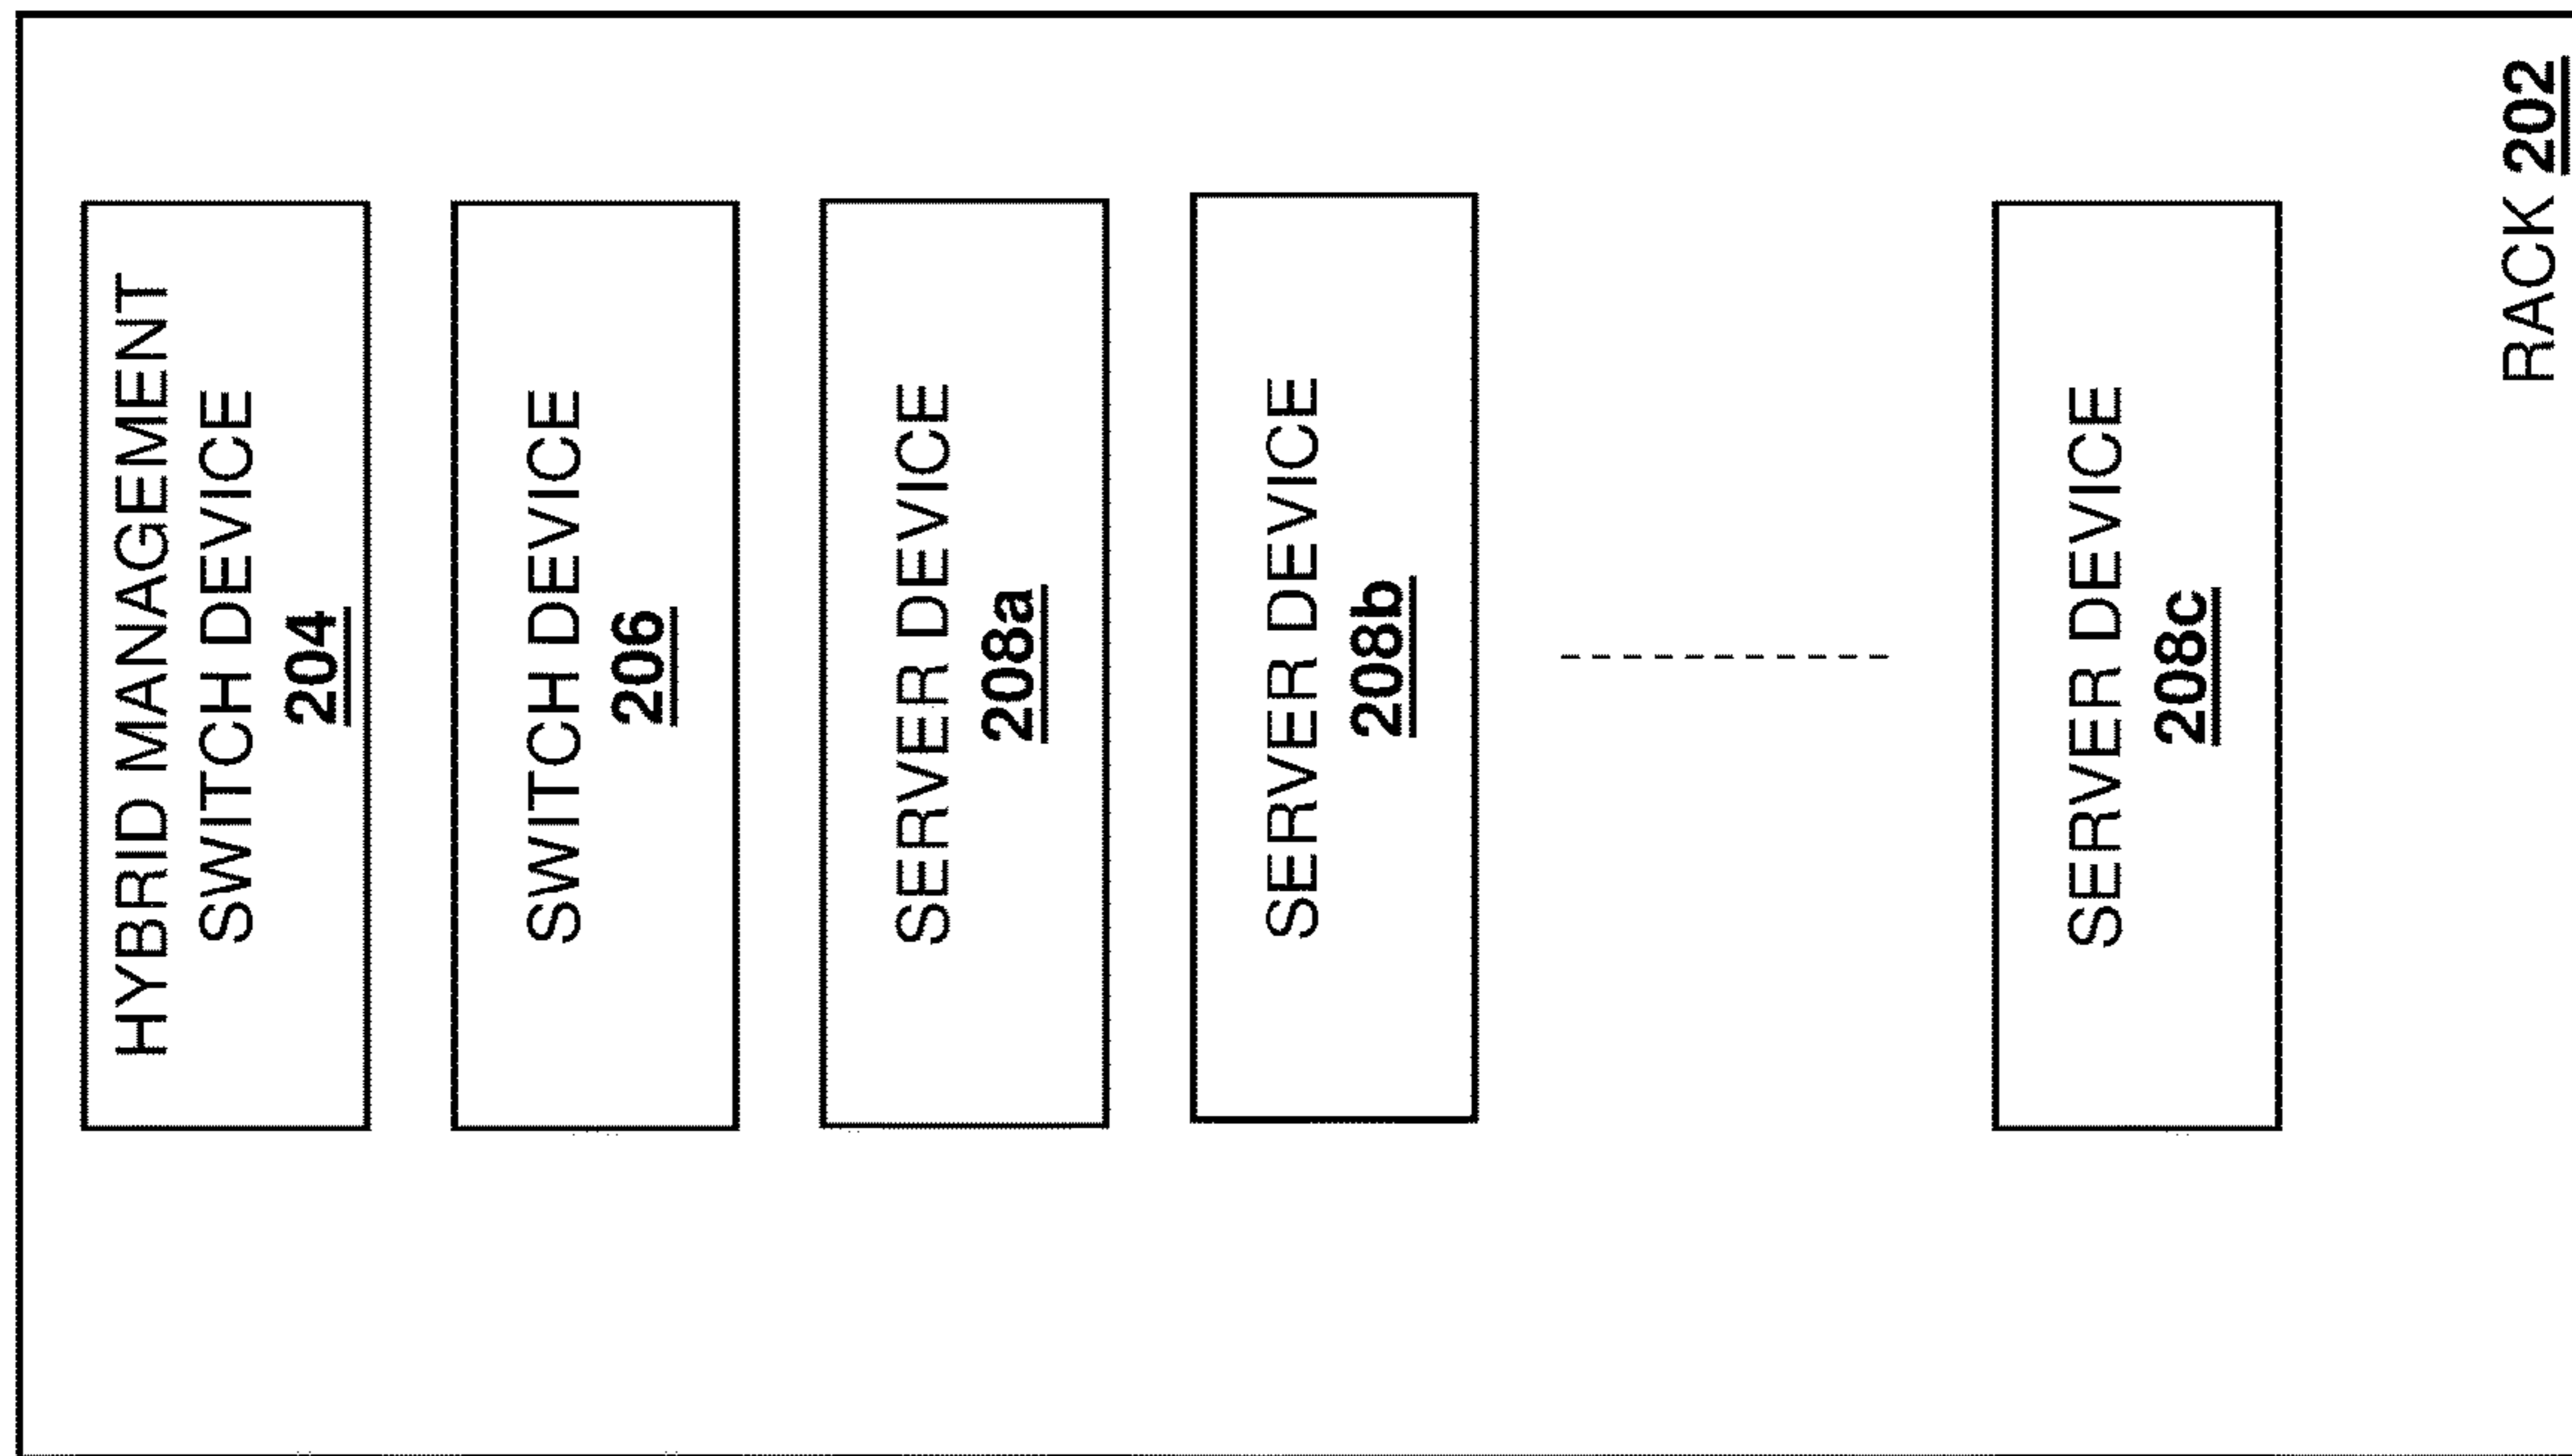 HYBRID MANAGEMENT
SWITCH DEVICE
204
SWITCH DEVICE
206
SERVER DEVICE
208a
SERVER DEVICE
208b
SERVER DEVICE
208c
RACK 202